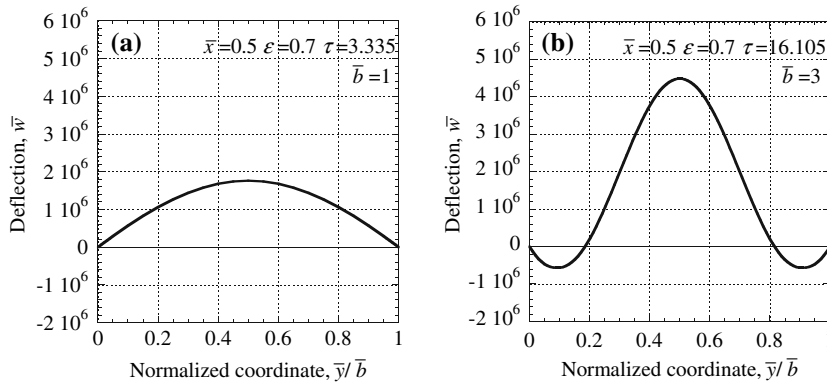 (a)
x̄=0.5 ε=0.7 τ=3.335
b̄=1
6 10⁶
5 10⁶
4 10⁶
3 10⁶
2 10⁶
1 10⁶
0
-1 10⁶
-2 10⁶
Deflection, w̄
0 0.2 0.4 0.6 0.8 1
Normalized coordinate, ȳ/ b̄
(b)
x̄=0.5 ε=0.7 τ=16.105
b̄=3
6 10⁶
5 10⁶
4 10⁶
3 10⁶
2 10⁶
1 10⁶
0
-1 10⁶
-2 10⁶
Deflection, w̄
0 0.2 0.4 0.6 0.8
Normalized coordinate, ȳ/ b̄